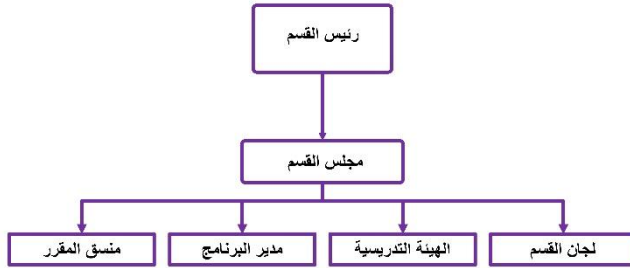 رئيس القسم
مجلس القسم
لجان القسم
الهيئة التدريسية
مدير البرنامج
منسق المقرر